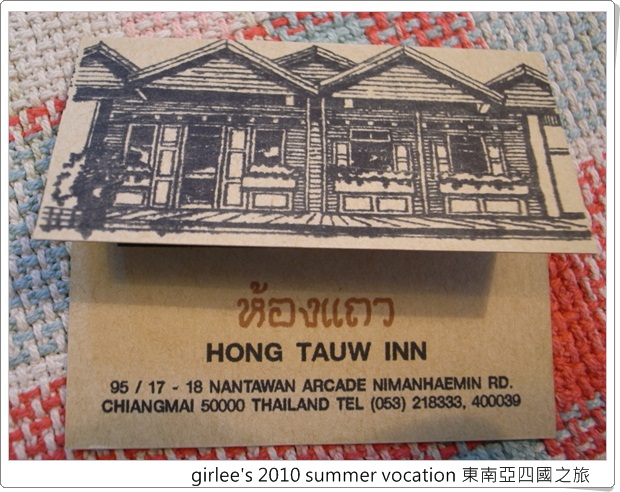 ห้องแถว
HONG TAUW INN
95 / 17 - 18 NANTAWAN ARCADE NIMANHAEMIN RD.
CHIANGMAI 50000 THAILAND TEL (053) 218333, 400039
girlee's 2010 summer vocation 東南亞四國之旅